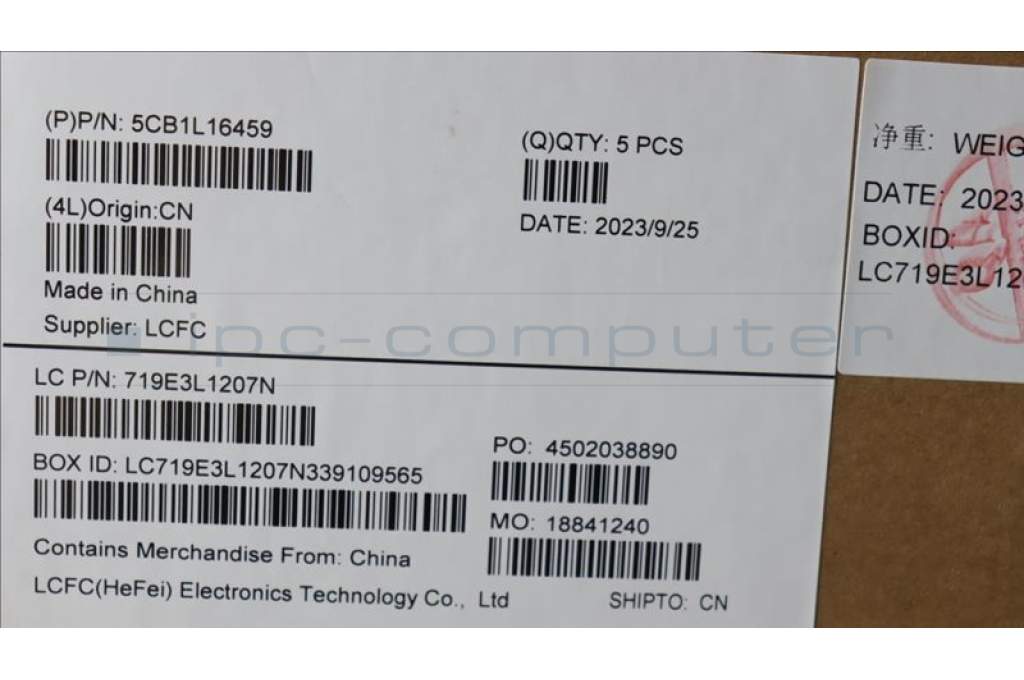 (P)P/N: 5CB1L16459
(4L)Origin:CN
Made in China
Supplier: LCFC
(Q)QTY: 5 PCS
DATE: 2023/9/25
LC P/N: 719E3L1207N
BOX ID: LC719E3L1207N339109565
Contains Merchandise From: China
LCFC(HeFei) Electronics Technology Co., Ltd
PO: 4502038890
MO: 18841240
SHIPTO: CN
净重: WEIG
DATE: 2023
BOXID:
LC719E3L12
ipc-computer